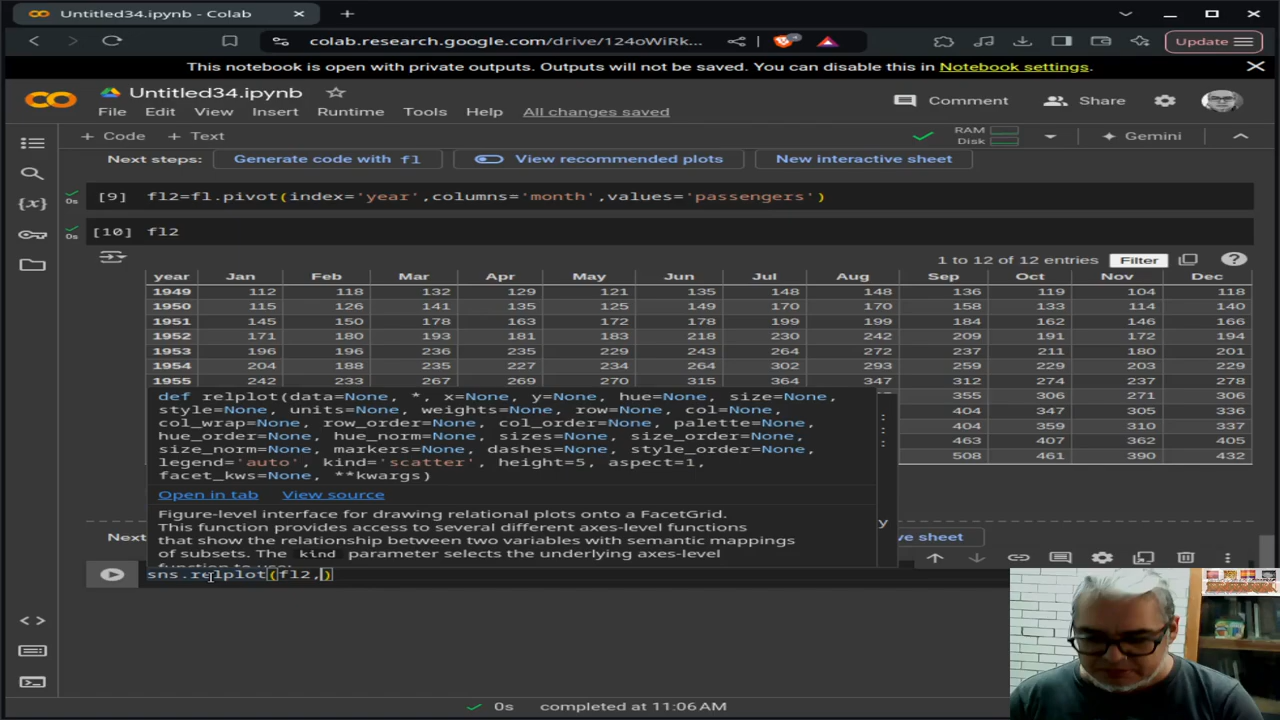 Untitled34.ipynb - Colab
colab.research.google.com/drive/124oWiRk...
Update
This notebook is open with private outputs. Outputs will not be saved. You can disable this in Notebook settings.
Untitled34.ipynb
File Edit View Insert Runtime Tools Help All changes saved
Comment Share
+ Code + Text
RAM
Disk
Gemini
Next steps: Generate code with fl View recommended plots New interactive sheet
[9] fl2=fl.pivot(index='year',columns='month',values='passengers')
0s
[10] fl2
0s
1 to 12 of 12 entries Filter
year Jan Feb Mar Apr May Jun Jul Aug Sep Oct Nov Dec
1949 112 118 132 129 121 135 148 148 136 119 104 118
1950 115 126 141 135 125 149 170 170 158 133 114 140
1951 145 150 178 163 172 178 199 199 184 162 146 166
1952 171 180 193 181 183 218 230 242 209 191 172 194
1953 196 196 236 235 229 243 264 272 237 211 180 201
1954 204 188 235 227 234 264 302 293 259 229 203 229
1955 242 233 267 269 270 315 364 347 312 274 237 278
355 306 271 306
404 347 305 336
404 359 310 337
463 407 362 405
508 461 390 432
def relplot(data=None, *, x=None, y=None, hue=None, size=None,
style=None, units=None, weights=None, row=None, col=None,
col_wrap=None, row_order=None, col_order=None, palette=None,
hue_order=None, hue_norm=None, sizes=None, size_order=None,
size_norm=None, markers=None, dashes=None, style_order=None,
legend='auto', kind='scatter', height=5, aspect=1,
facet_kws=None, **kwargs)
Open in tab View source
Figure-level interface for drawing relational plots onto a FacetGrid.
This function provides access to several different axes-level functions
that show the relationship between two variables with semantic mappings
of subsets. The kind parameter selects the underlying axes-level
function to use:
Next
ve sheet
sns.relplot(fl2,)
0s completed at 11:06 AM